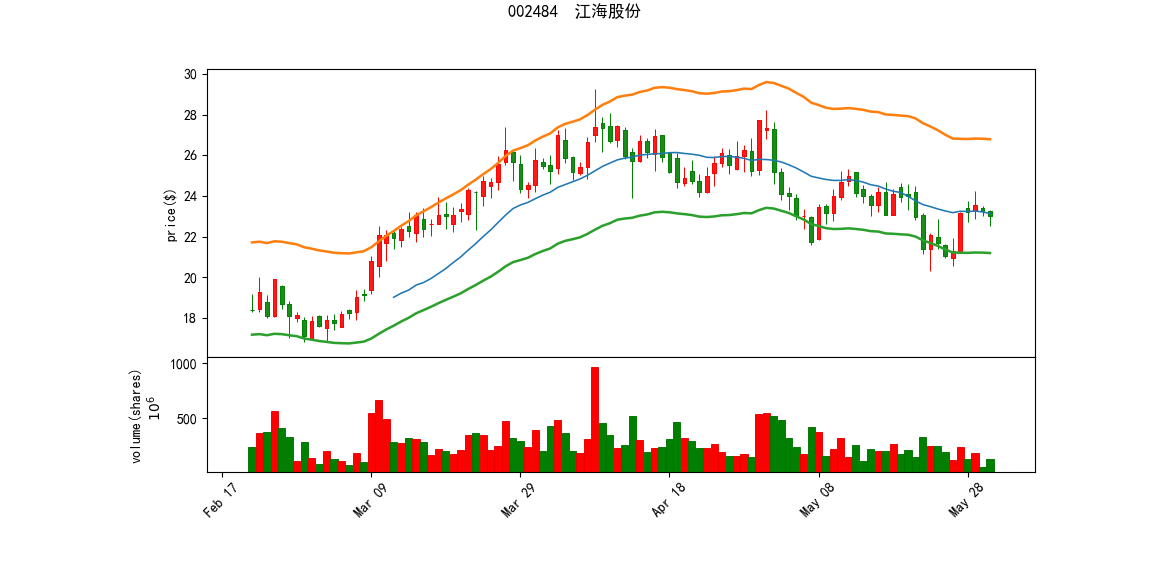 002484 江海股份
price($)
30
28
26
24
22
20
18
volume(shares)
10^6
1000
500
Feb 17
Mar 09
Mar 29
Apr 18
May 08
May 28